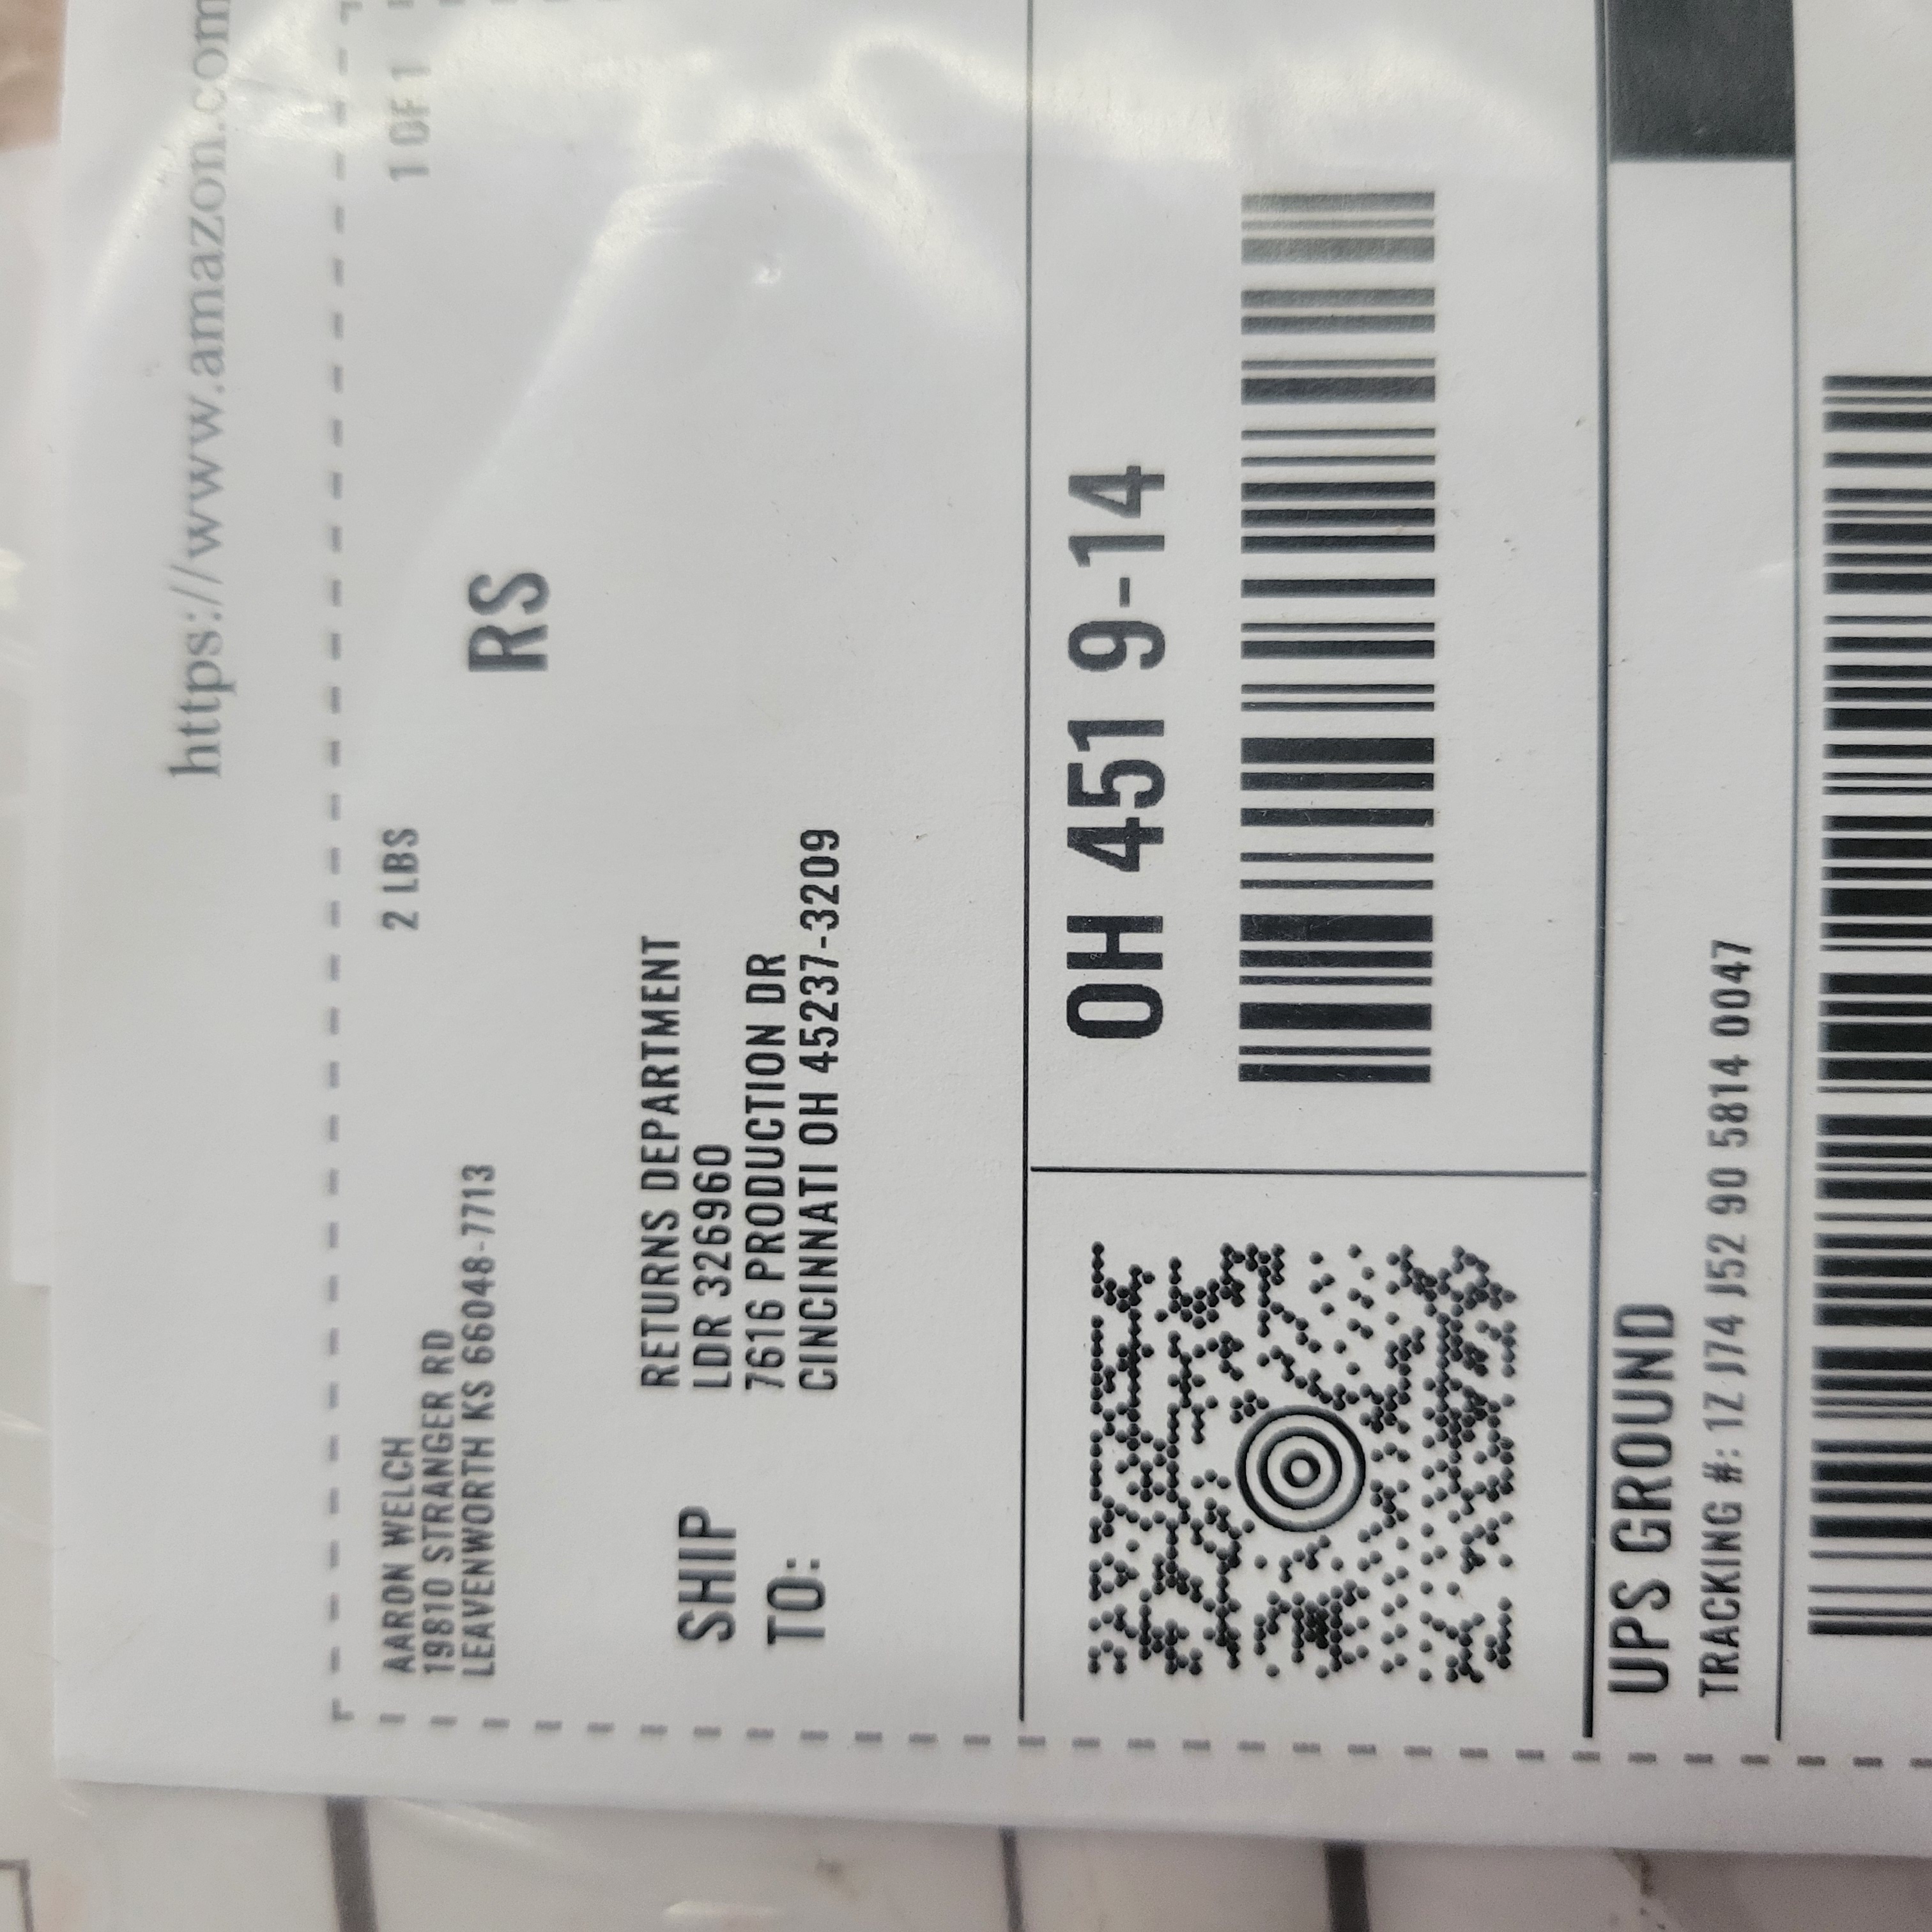 https://www.amazon.com
AARON WELCH
19810 STRANGER RD
LEAVENWORTH KS 66048-7713
2 LBS
1 OF 1
RS
SHIP
TO:
RETURNS DEPARTMENT
LDR 326960
7616 PRODUCTION DR
CINCINNATI OH 45237-3209
OH 451 9-14
UPS GROUND
TRACKING #: 1Z J74 J52 90 5814 0047